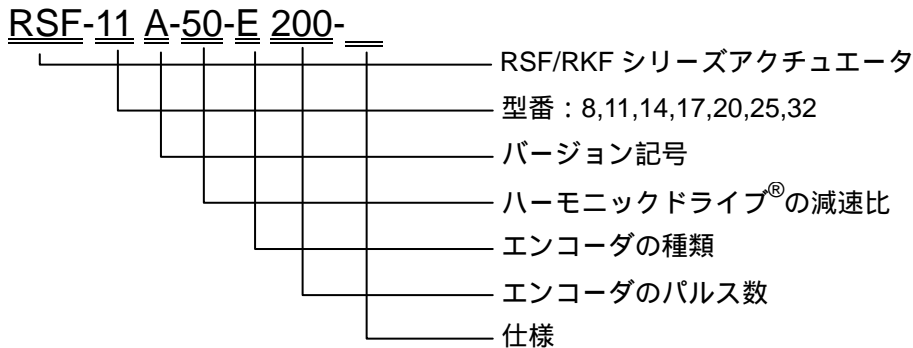 RSF-11 A-50-E 200-
RSF/RKF シリーズアクチュエータ
型番：8,11,14,17,20,25,32
バージョン記号
ハーモニックドライブ®の減速比
エンコーダの種類
エンコーダのパルス数
仕様